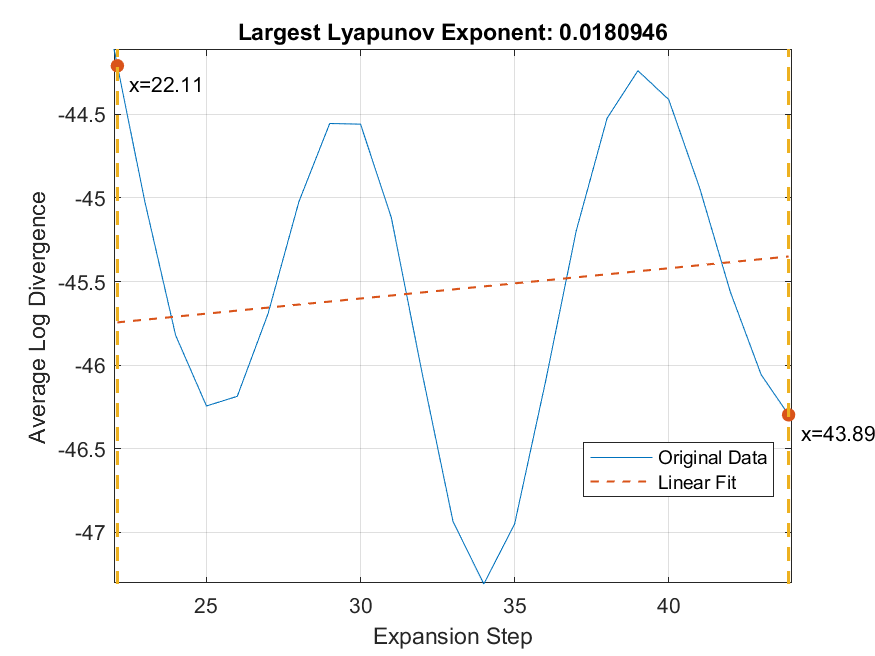 Largest Lyapunov Exponent: 0.0180946
x=22.11
-44.5
-45
-45.5
-46
-46.5
-47
Average Log Divergence
x=43.89
Original Data
Linear Fit
25 30 35 40
Expansion Step